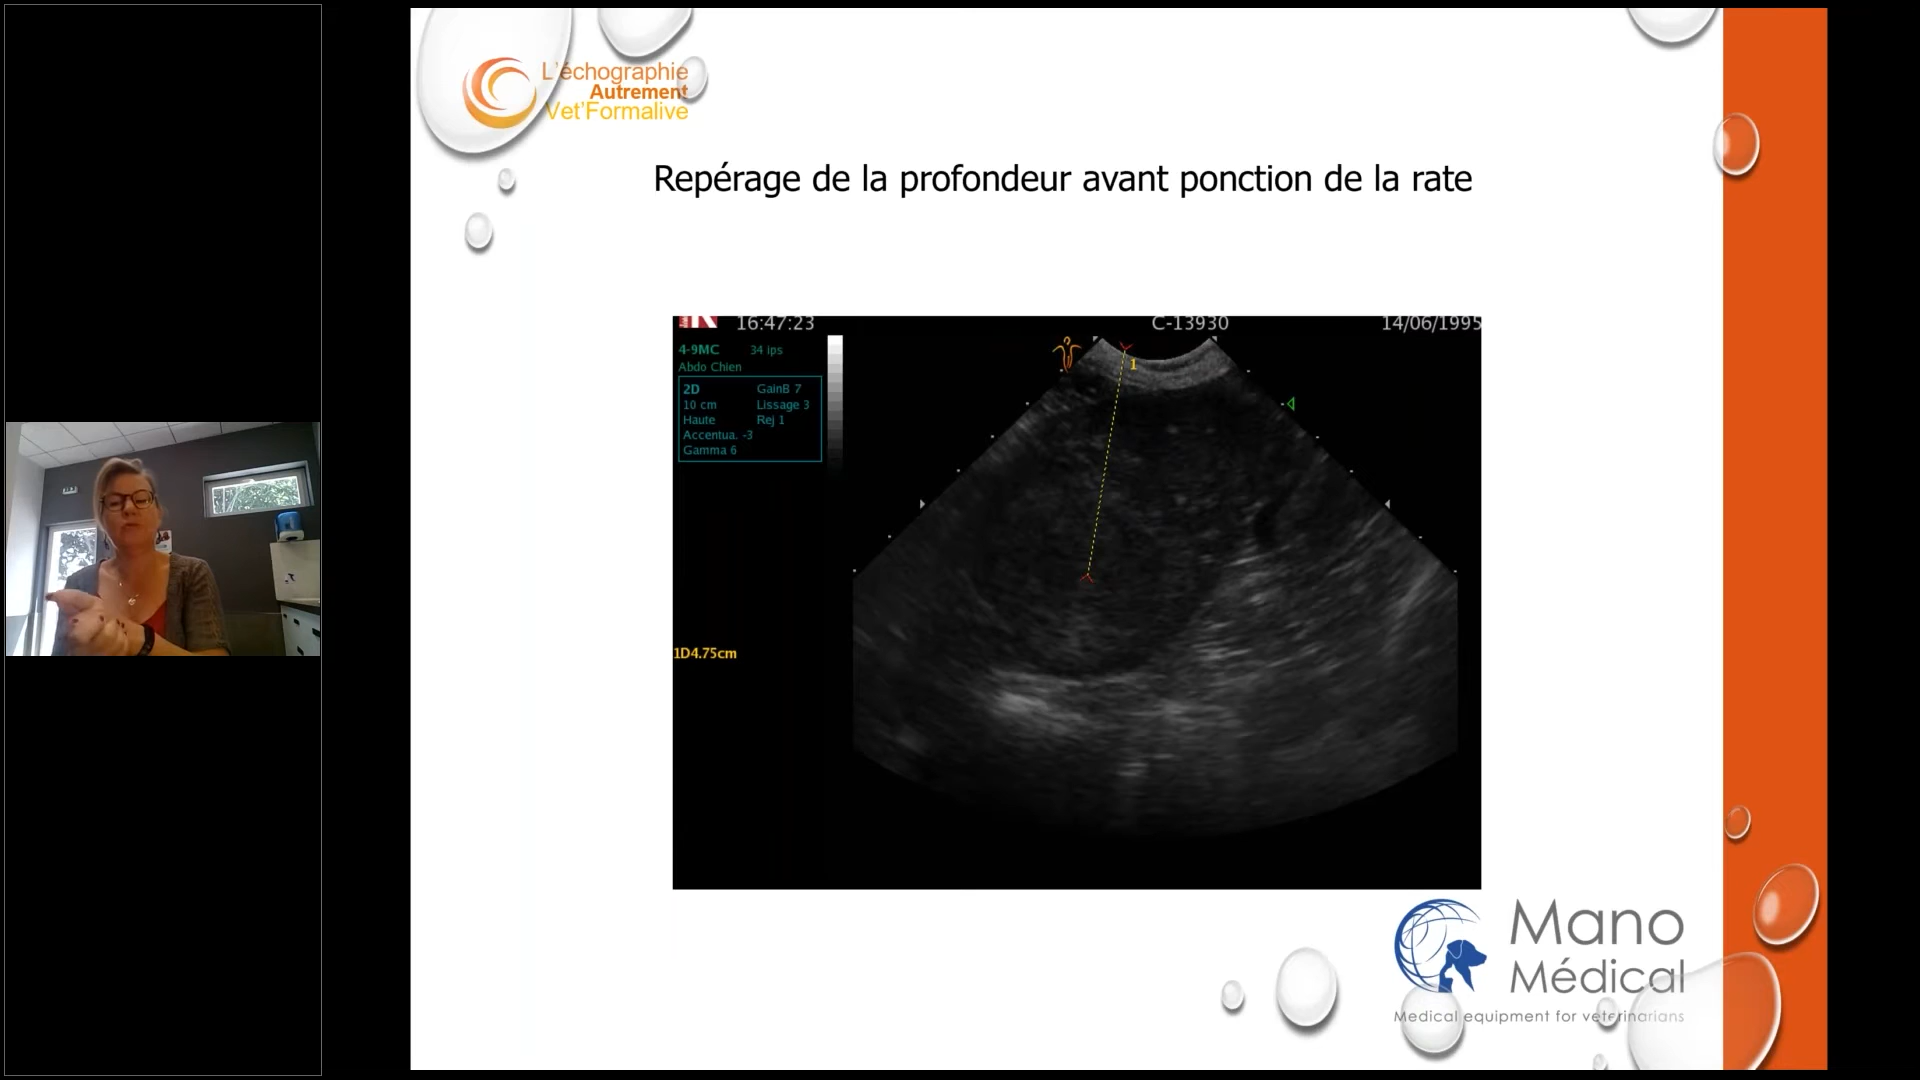 L'échographie
Autrement
Vet'Formalive
Repérage de la profondeur avant ponction de la rate
16:47:23 C-13930 14/06/1995
4-9MC 34 ips
Abdo Chien
2D GainB 7
10 cm Lissage 3
Haute Rej 1
Accentua. -3
Gamma 6
1
1D4.75cm
Mano
Médical
Medical equipment for veterinarians